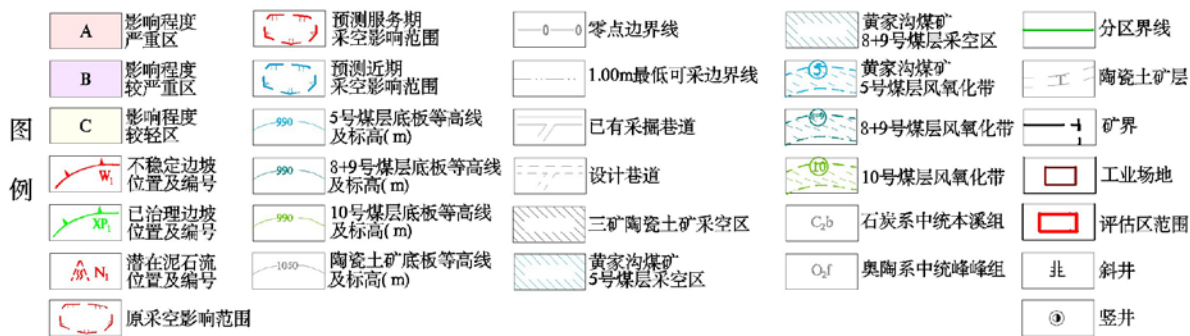 图例
A
影响程度
严重区
B
影响程度
较严重区
C
影响程度
较轻区
W₁
不稳定边坡
位置及编号
XP₁
已治理边坡
位置及编号
N₁
潜在泥石流
位置及编号
原采空影响范围
预测服务期
采空影响范围
预测近期
采空影响范围
990
5号煤层底板等高线
及标高(m)
990
8+9号煤层底板等高线
及标高(m)
990
10号煤层底板等高线
及标高(m)
1050
陶瓷土矿底板等高线
及标高(m)
零点边界线
1.00m最低可采边界线
已有采掘巷道
设计巷道
三矿陶瓷土矿采空区
黄家沟煤矿
5号煤层采空区
黄家沟煤矿
8+9号煤层采空区
5
黄家沟煤矿
5号煤层风氧化带
8+9
8+9号煤层风氧化带
10
10号煤层风氧化带
C₂b
石炭系中统本溪组
O₂f
奥陶系中统峰峰组
分区界线
陶瓷土矿层
矿界
工业场地
评估区范围
斜井
竖井